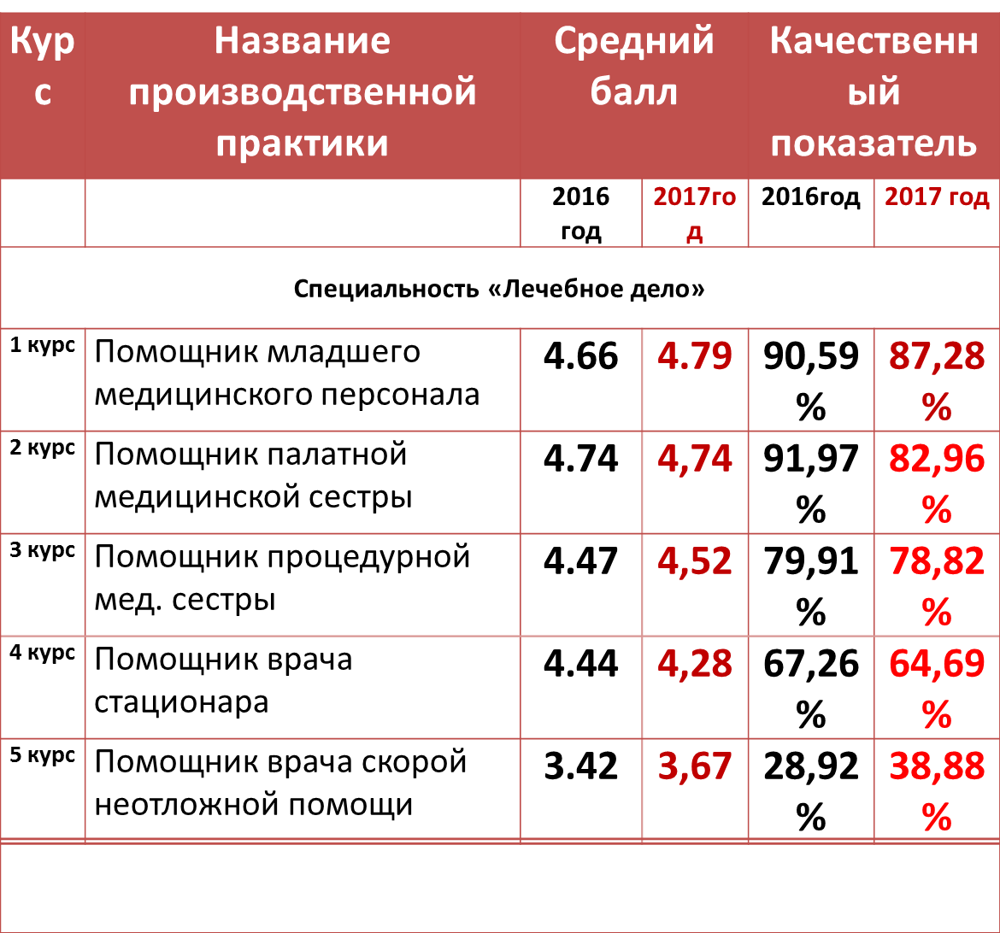 Кур
с
Название
производственной
практики
Средний
балл
Качественн
ый
показатель
2016
год
2017го
д
2016год
2017 год
Специальность «Лечебное дело»
1 курс
Помощник младшего
медицинского персонала
4.66
4.79
90,59
%
87,28
%
2 курс
Помощник палатной
медицинской сестры
4.74
4,74
91,97
%
82,96
%
3 курс
Помощник процедурной
мед. сестры
4.47
4,52
79,91
%
78,82
%
4 курс
Помощник врача
стационара
4.44
4,28
67,26
%
64,69
%
5 курс
Помощник врача скорой
неотложной помощи
3.42
3,67
28,92
%
38,88
%